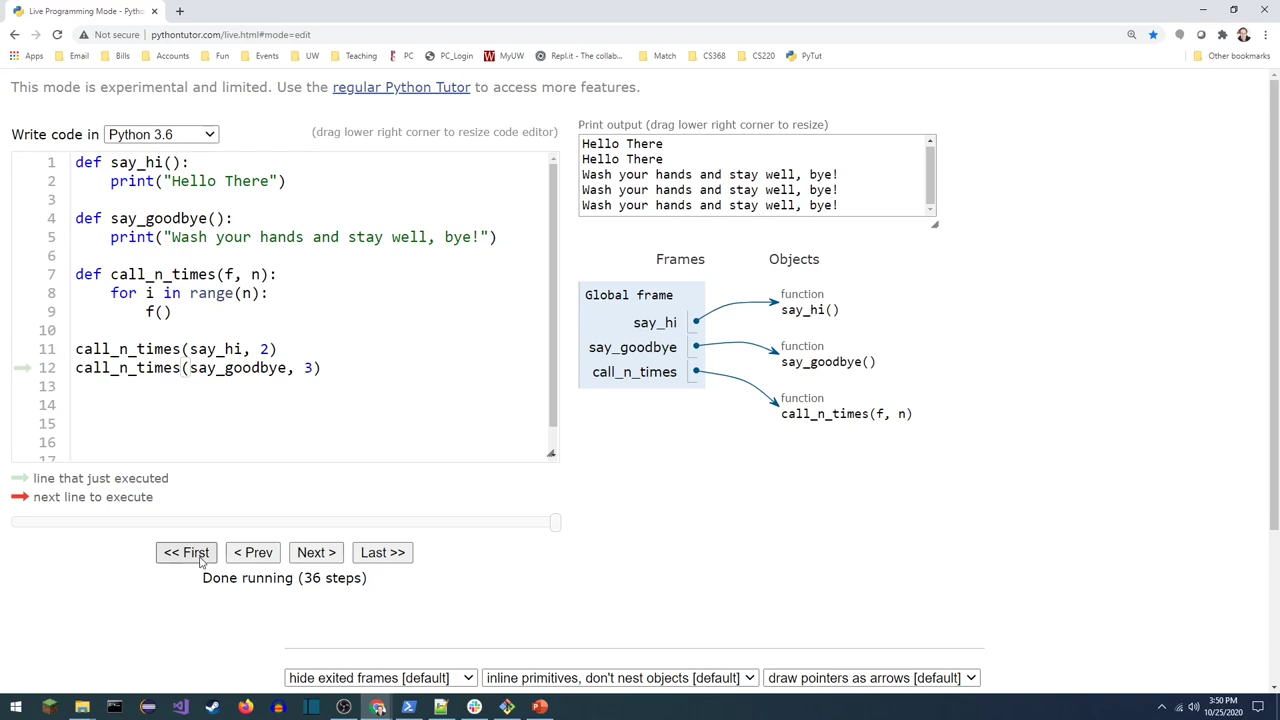 Live Programming Mode - Pytho
Not secure
pythontutor.com/live.html#mode=edit
Apps
Email
Bills
Accounts
Fun
Events
UW
Teaching
PC
PC_Login
MyUW
Repl.it - The collab...
Match
CS368
CS220
PyTut
Other bookmarks
This mode is experimental and limited. Use the regular Python Tutor to access more features.
Write code in Python 3.6 (drag lower right corner to resize code editor)
1 def say_hi():
2 print("Hello There")
3
4 def say_goodbye():
5 print("Wash your hands and stay well, bye!")
6
7 def call_n_times(f, n):
8 for i in range(n):
9 f()
10
11 call_n_times(say_hi, 2)
12 call_n_times(say_goodbye, 3)
13
14
15
16
17
line that just executed
next line to execute
<< First
< Prev
Next >
Last >>
Done running (36 steps)
Print output (drag lower right corner to resize)
Hello There
Hello There
Wash your hands and stay well, bye!
Wash your hands and stay well, bye!
Wash your hands and stay well, bye!
Frames
Objects
Global frame
say_hi
say_goodbye
call_n_times
function
say_hi()
function
say_goodbye()
function
call_n_times(f, n)
hide exited frames [default]
inline primitives, don't nest objects [default]
draw pointers as arrows [default]
3:50 PM
10/25/2020